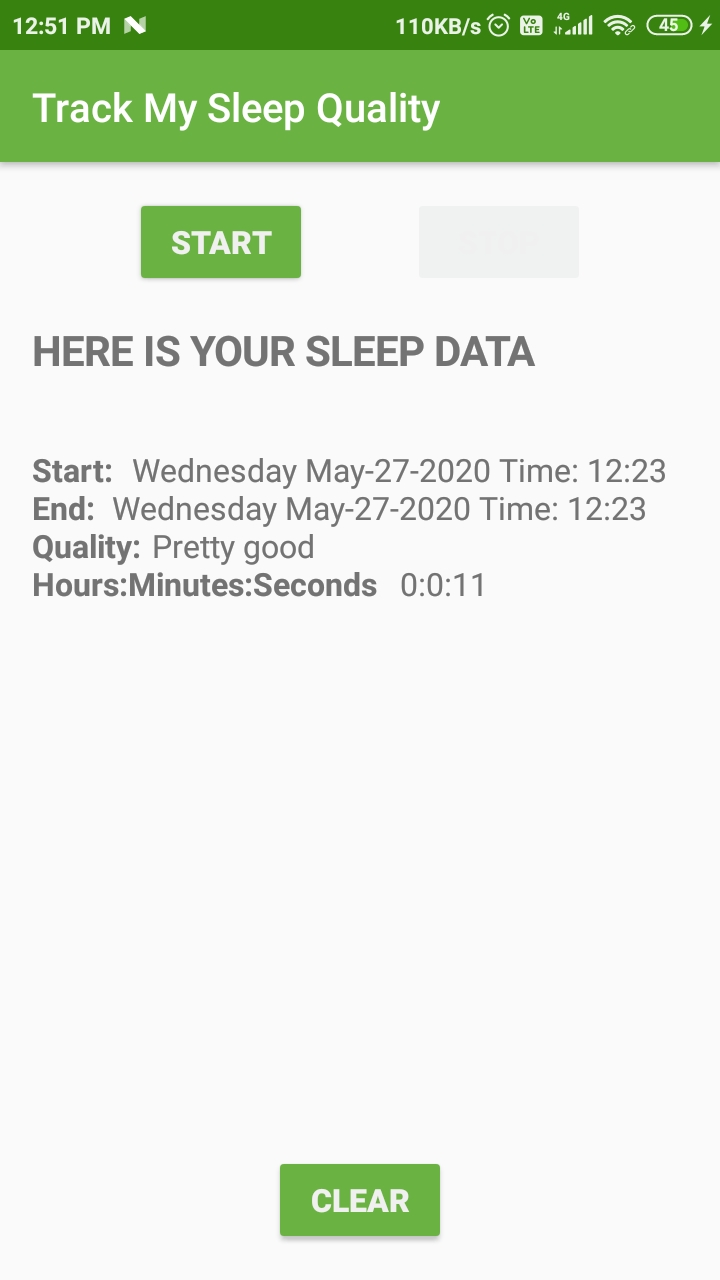 12:51 PM 110KB/s Vo LTE 4G 45
Track My Sleep Quality
START
HERE IS YOUR SLEEP DATA
Start: Wednesday May-27-2020 Time: 12:23
End: Wednesday May-27-2020 Time: 12:23
Quality: Pretty good
Hours:Minutes:Seconds 0:0:11
CLEAR